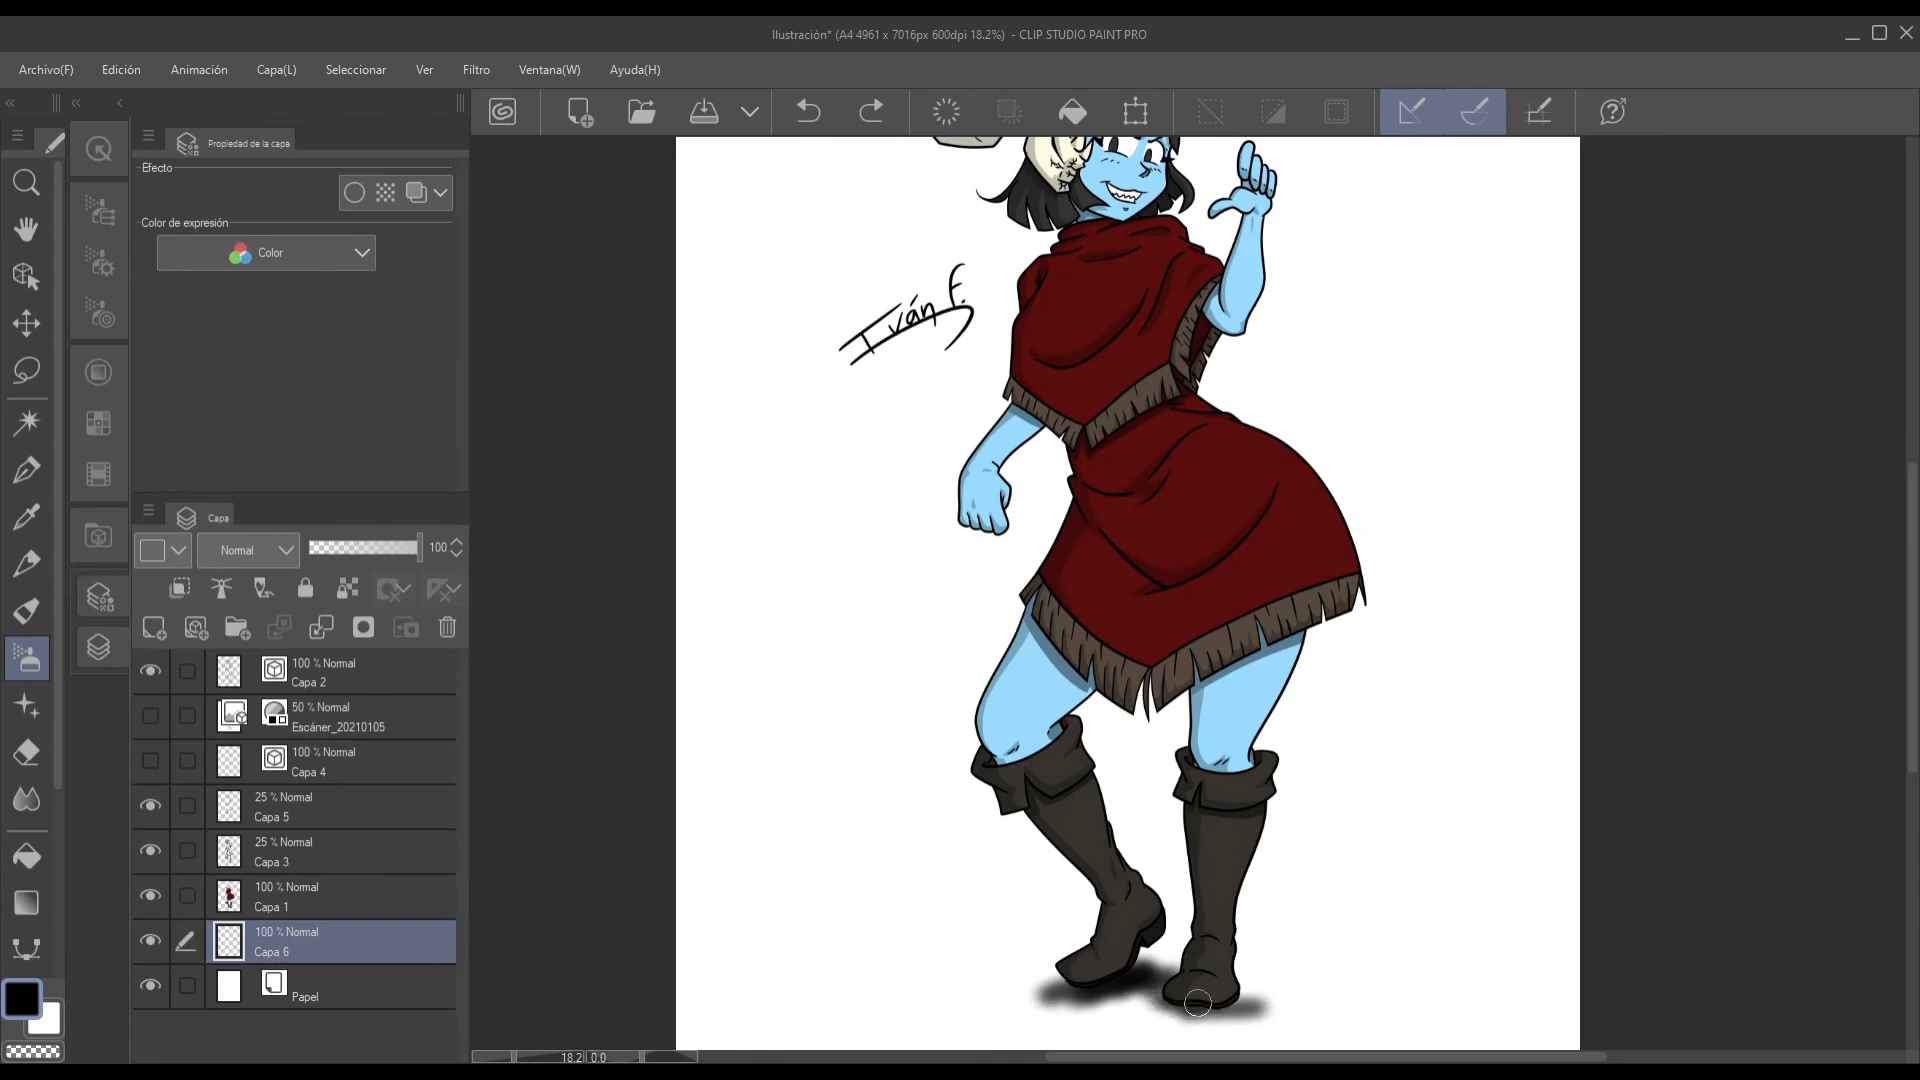 Ilustración* (A4 4961 x 7016px 600dpi 18.2%) - CLIP STUDIO PAINT PRO
Archivo(F) Edición Animación Capa(L) Seleccionar Ver Filtro Ventana(W) Ayuda(H)
Propiedad de la capa
Efecto
Color de expresión
Color
Capa
Normal 100
100 % Normal
Capa 2
50 % Normal
Escáner_20210105
100 % Normal
Capa 4
25 % Normal
Capa 5
25 % Normal
Capa 3
100 % Normal
Capa 1
100 % Normal
Capa 6
Papel
Iván F.
18.2 0.0